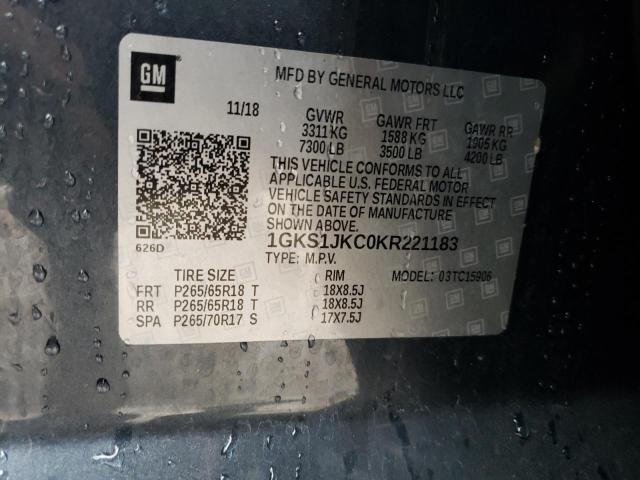 GM
MFD BY GENERAL MOTORS LLC
11/18 GVWR GAWR FRT GAWR RR
3311 KG 1588 KG 1905 KG
7300 LB 3500 LB 4200 LB
THIS VEHICLE CONFORMS TO ALL
APPLICABLE U.S. FEDERAL MOTOR
VEHICLE SAFETY STANDARDS IN EFFECT
ON THE DATE OF MANUFACTURE
SHOWN ABOVE.
626D 1GKS1JKC0KR221183
TYPE: M.P.V. MODEL: 03TC15906
TIRE SIZE RIM
FRT P265/65R18 T 18X8.5J
RR P265/65R18 T 18X8.5J
SPA P265/70R17 S 17X7.5J